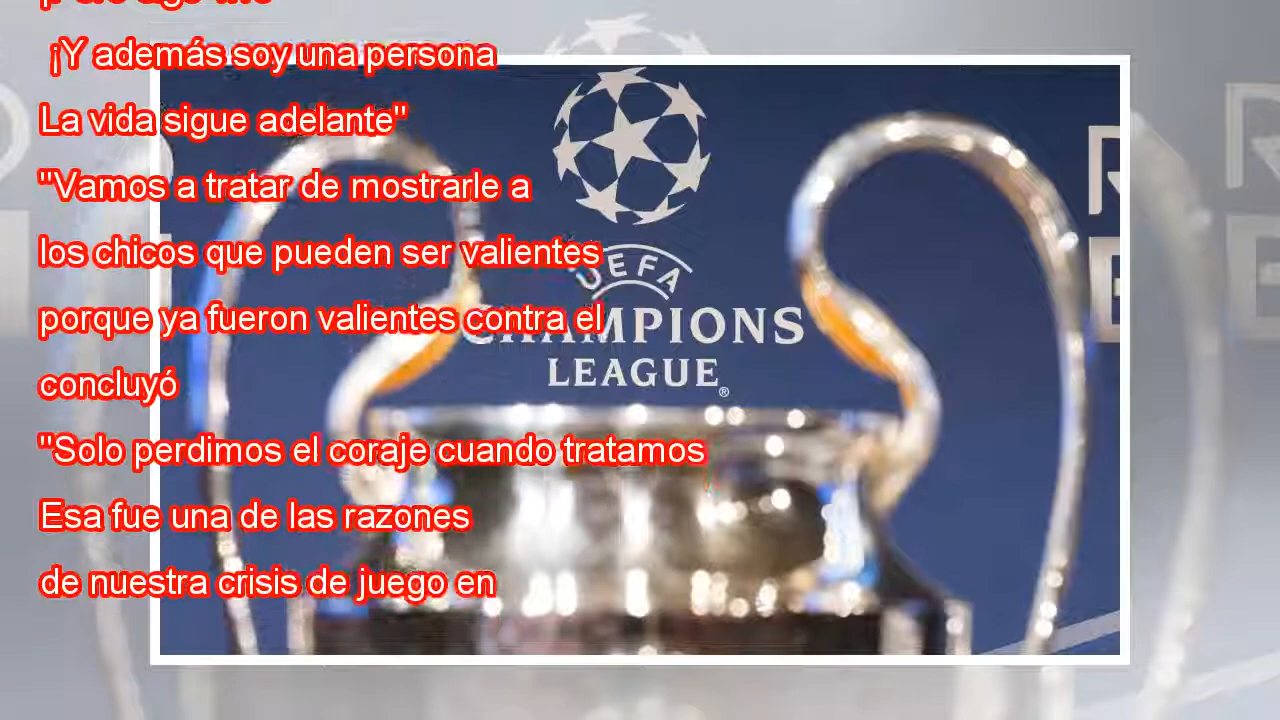 ¡Y además soy una persona
La vida sigue adelante"
"Vamos a tratar de mostrarle a
los chicos que pueden ser valientes
porque ya fueron valientes contra el
concluyó
"Solo perdimos el coraje cuando tratamos
Esa fue una de las razones
de nuestra crisis de juego en
UEFA
CHAMPIONS
LEAGUE®